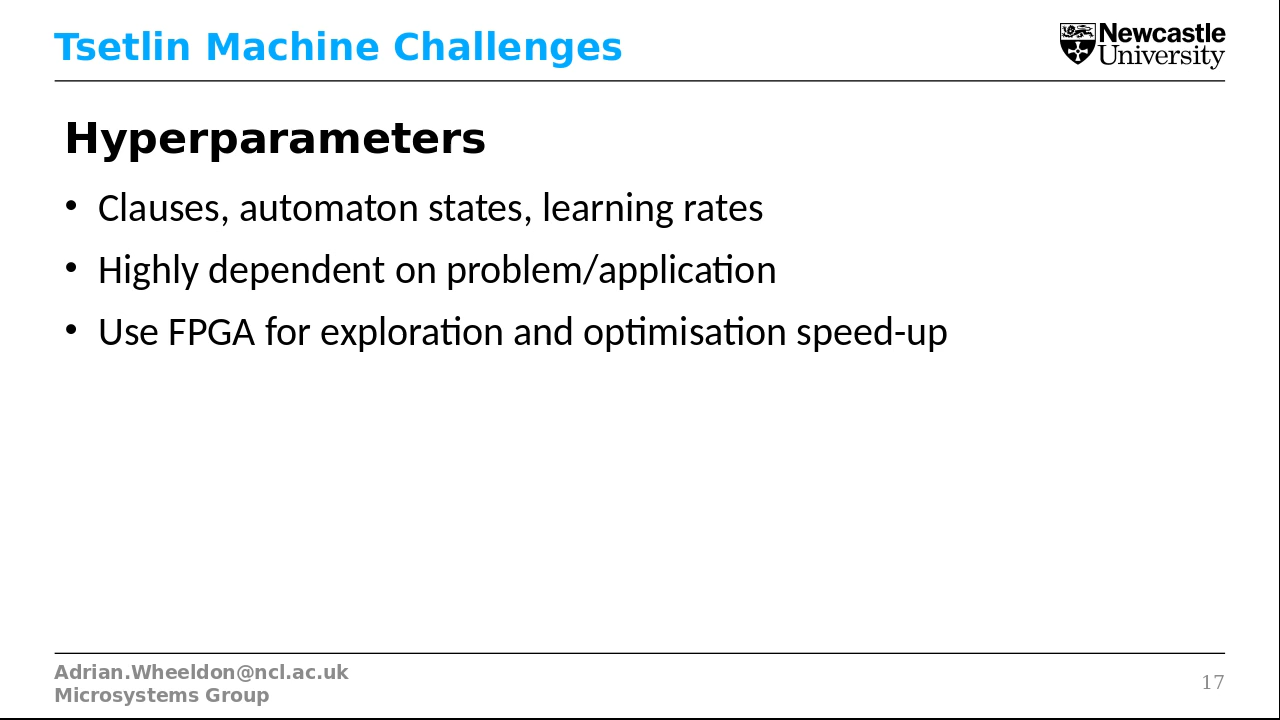 Tsetlin Machine Challenges
Newcastle
University
Hyperparameters
• Clauses, automaton states, learning rates
• Highly dependent on problem/application
• Use FPGA for exploration and optimisation speed-up
Adrian.Wheeldon@ncl.ac.uk
Microsystems Group
17